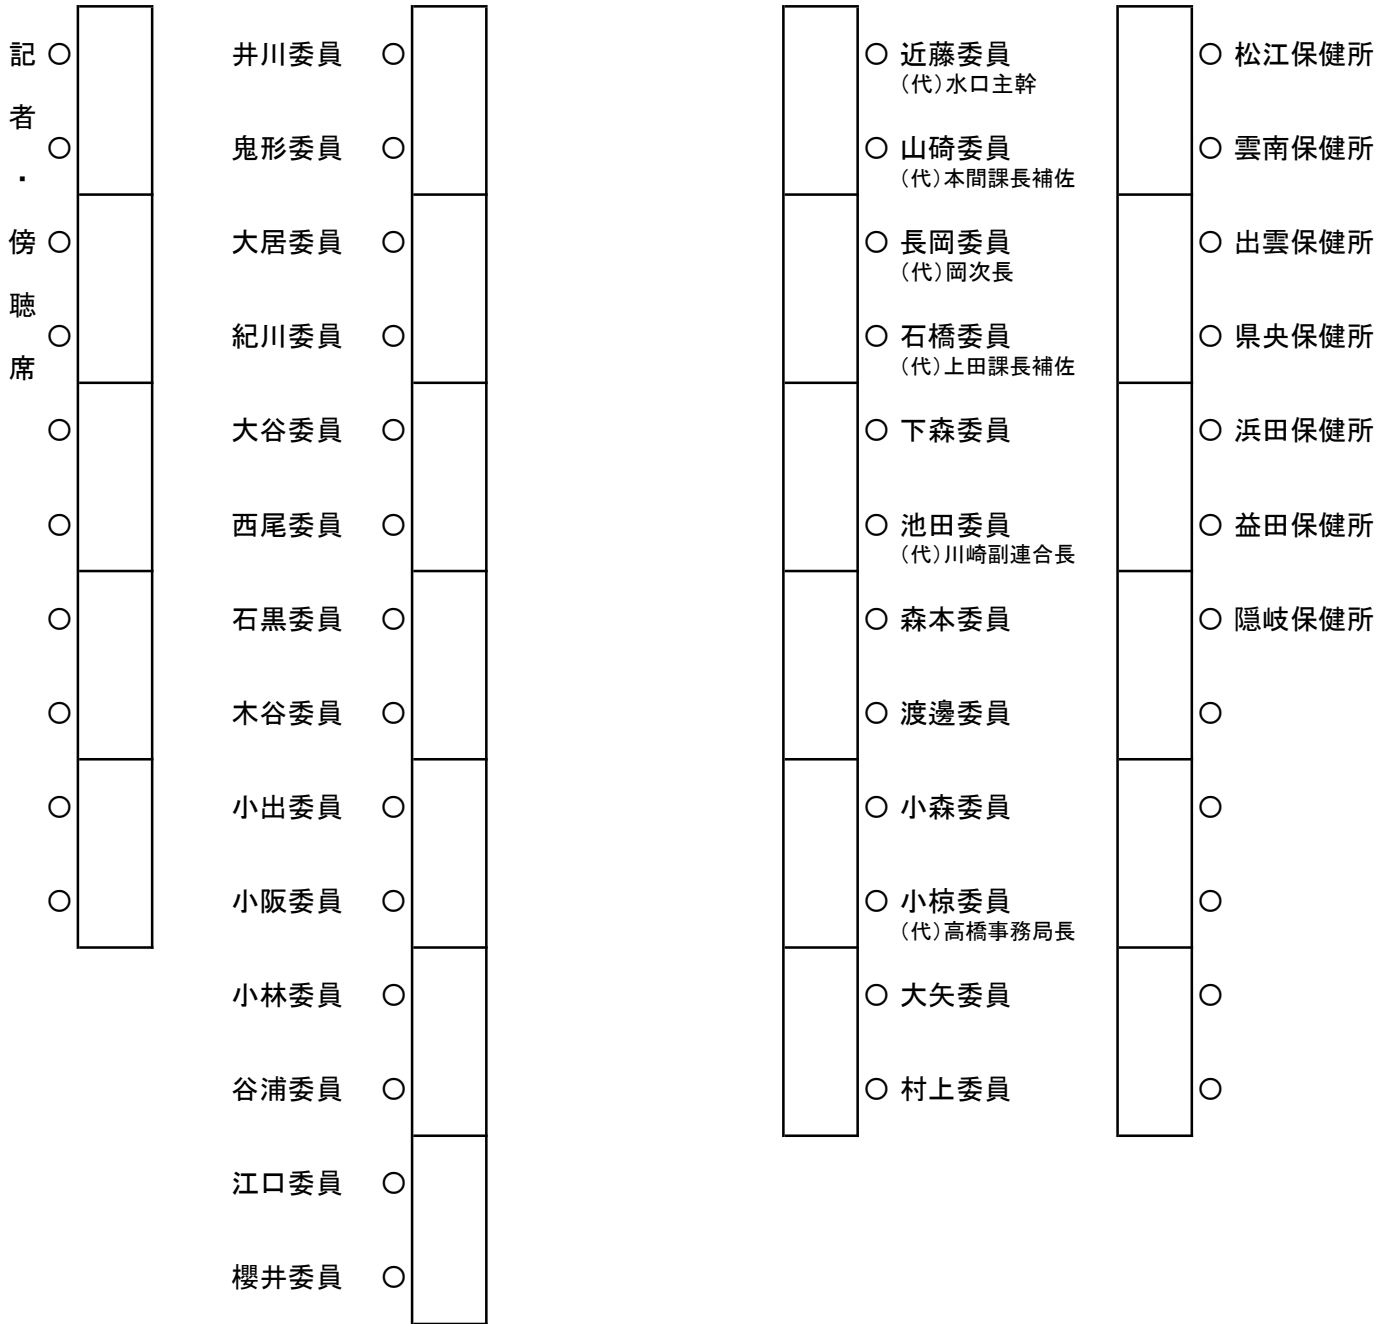 記者・傍聴席
井川委員
鬼形委員
大居委員
紀川委員
大谷委員
西尾委員
石黒委員
木谷委員
小出委員
小阪委員
小林委員
谷浦委員
江口委員
櫻井委員
近藤委員
（代）水口主幹
山碕委員
（代）本間課長補佐
長岡委員
（代）岡次長
石橋委員
（代）上田課長補佐
下森委員
池田委員
（代）川崎副連合長
森本委員
渡邊委員
小森委員
小椋委員
（代）高橋事務局長
大矢委員
村上委員
松江保健所
雲南保健所
出雲保健所
県央保健所
浜田保健所
益田保健所
隠岐保健所